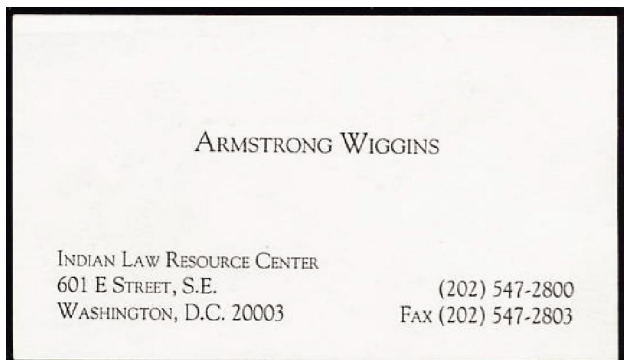 ARMSTRONG WIGGINS
INDIAN LAW RESOURCE CENTER
601 E STREET, S.E.
WASHINGTON, D.C. 20003
(202) 547-2800
FAX (202) 547-2803